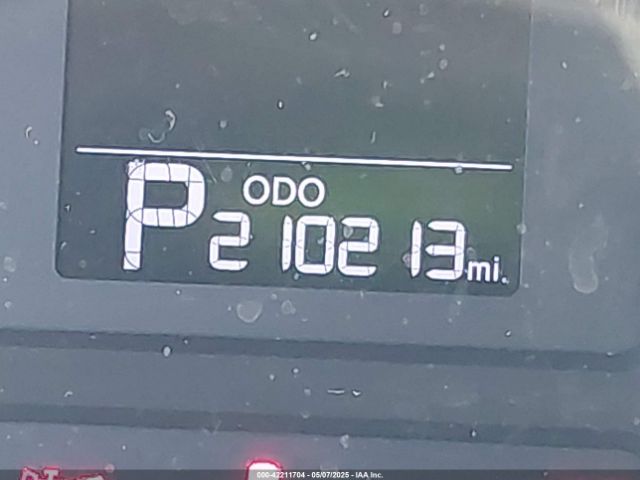 ODO
P 210213 mi.
000-42211704 - 05/07/2025 - IAA Inc.